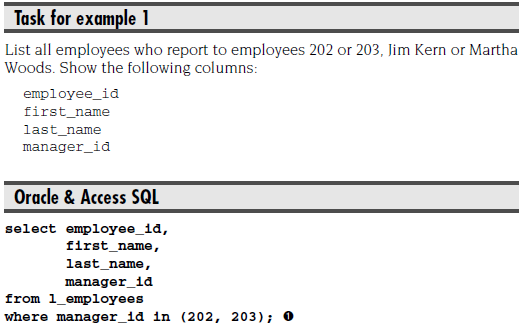 Task for example 1
List all employees who report to employees 202 or 203, Jim Kern or Martha
Woods. Show the following columns:
employee_id
first_name
last_name
manager_id
Oracle & Access SQL
select employee_id,
first_name,
last_name,
manager_id
from l_employees
where manager_id in (202, 203); ❶